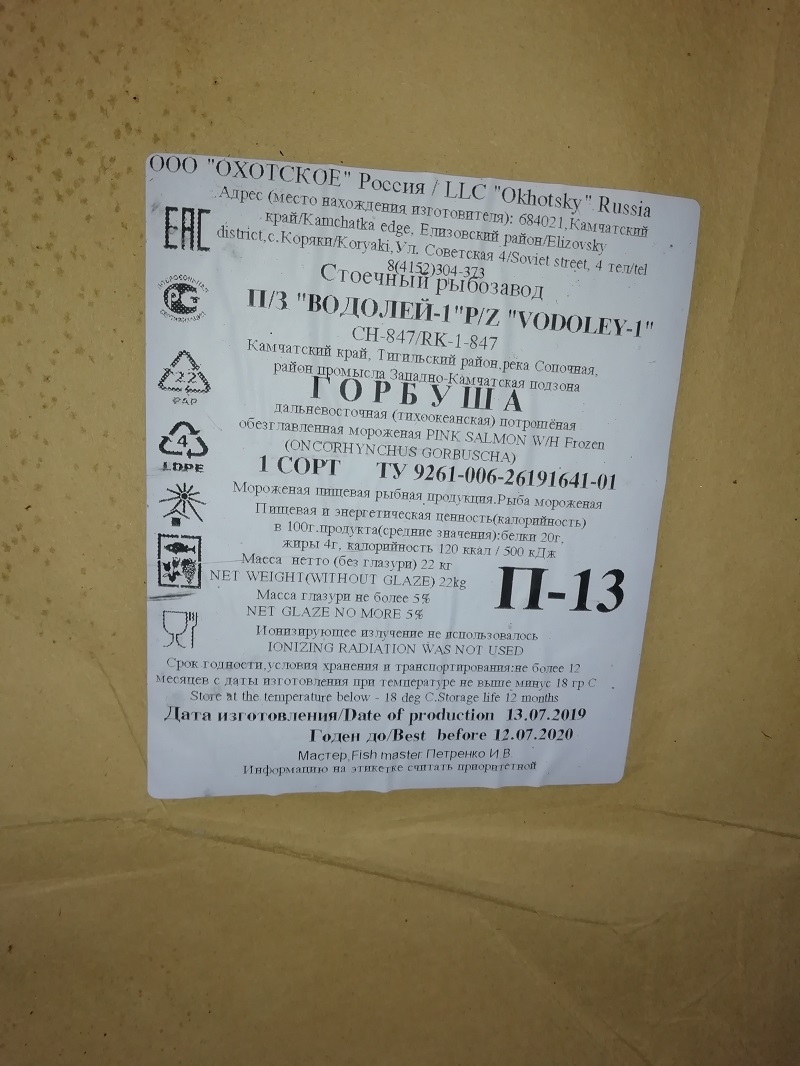 ООО "ОХОТСКОЕ" Россия / LLC "Okhotsky" Russia
Адрес (место нахождения изготовителя): 684021,Камчатский
край/Kamchatka edge, Елизовский район/Elizovsky
district,с.Коряки/Koryaki,Ул. Советская 4/Soviet street, 4 тел/tel
8(4152)304-373
EAC
Стоечный рыбозавод
П/З "ВОДОЛЕЙ-1"P/Z "VODOLEY-1"
СН-847/RK-1-847
Камчатский край, Тигильский район,река Сопочная,
район промысла Западно-Камчатская подзона
22
PAP
ГОРБУША
дальневосточная (тихоокеанская) потрошёная
обезглавленная мороженая PINK SALMON W/H Frozen
(ONCORHYNCHUS GORBUSCHA)
4
LDPE
1 СОРТ ТУ 9261-006-26191641-01
Мороженая пищевая рыбная продукция.Рыба мороженая
Пищевая и энергетическая ценность(калорийность)
в 100г.продукта(средние значения):белки 20г,
жиры 4г, калорийность 120 ккал / 500 кДж
Масса нетто (без глазури) 22 кг
NET WEIGHT(WITHOUT GLAZE) 22kg
П-13
Масса глазури не более 5%
NET GLAZE NO MORE 5%
Ионизирующее излучение не использовалось
IONIZING RADIATION WAS NOT USED
Срок годности,условия хранения и транспортирования:не более 12
месяцев с даты изготовления при температуре не выше минус 18 гр С
Store at the temperature below - 18 deg C.Storage life 12 months
Дата изготовления/Date of production 13.07.2019
Годен до/Best before 12.07.2020
Мастер,Fish master Петренко И.В.
Информацию на этикетке считать приоритетной